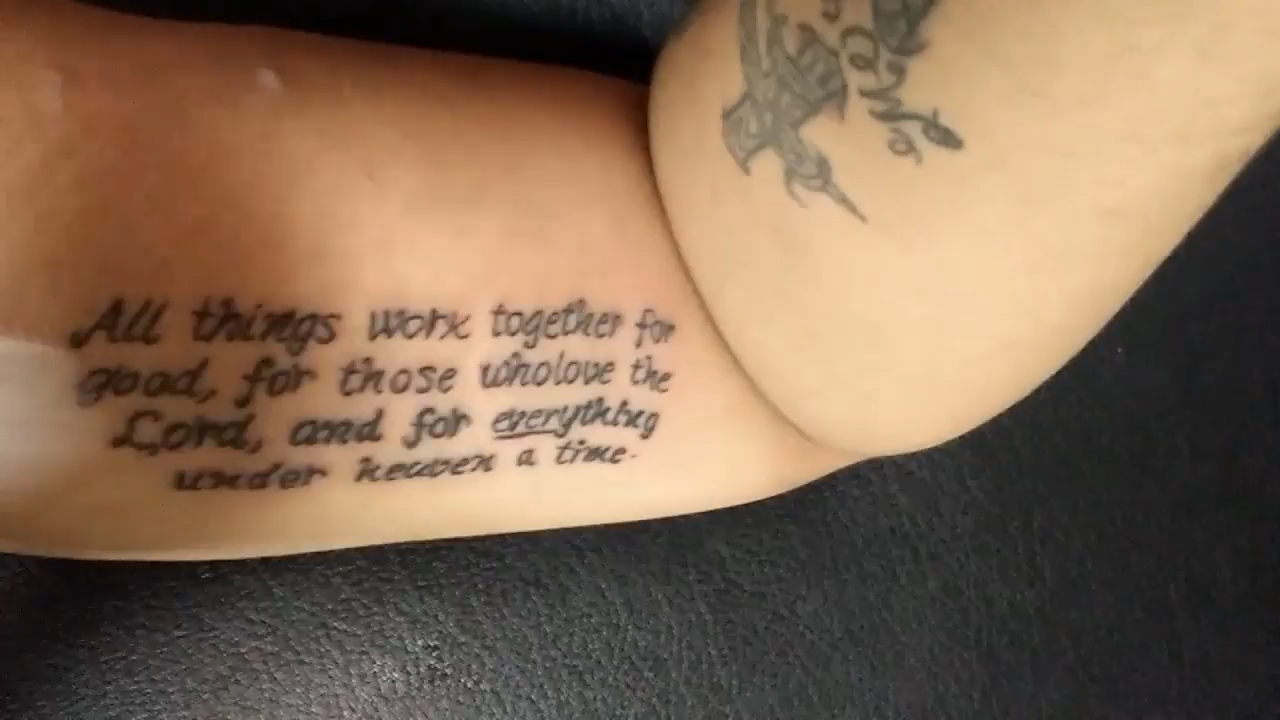 All things work together for
good, for those wholove the
Lord, and for everything
under heaven a time.